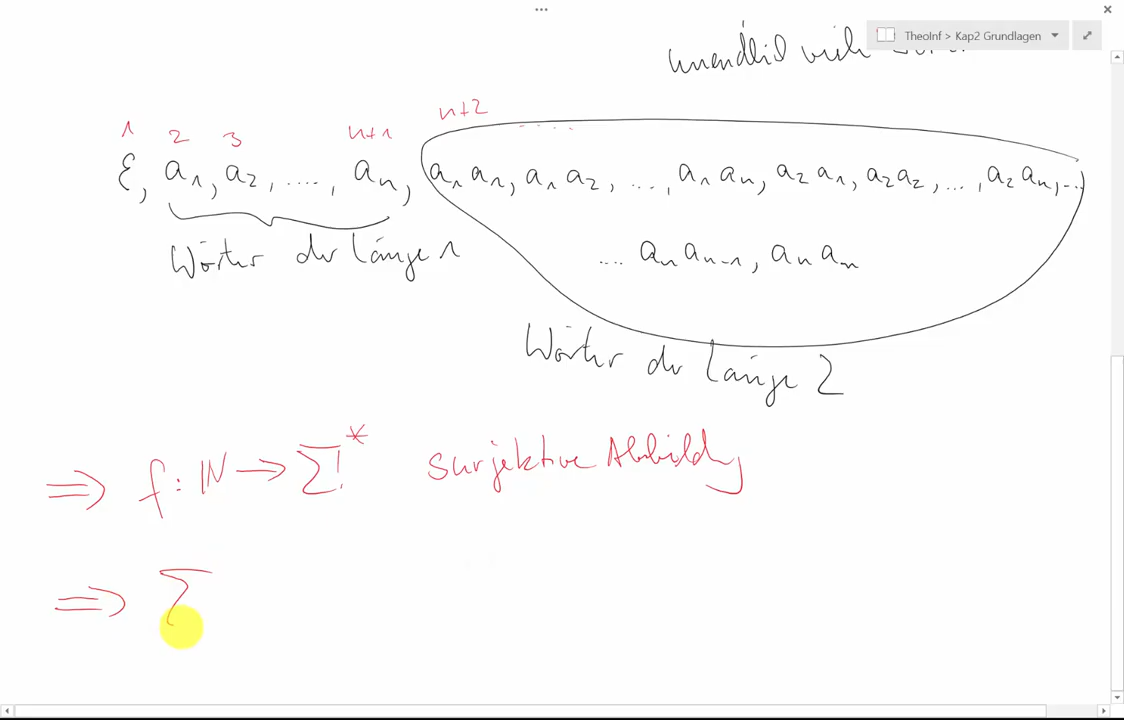 TheoInf > Kap2 Grundlagen
unendlich viele
1 2 3 n+1 n+2 .....
ε, a₁, a₂, ...., aₙ, a₁a₁, a₁a₂, ...., a₁aₙ, a₂a₁, a₂a₂, ..., a₂aₙ, ...
.... aₙaₙ₋₁, aₙaₙ
Wörter der Länge 1
Wörter der Länge 2
⇒ f: ℕ → Σ* surjektive Abbildung
⇒ Σ